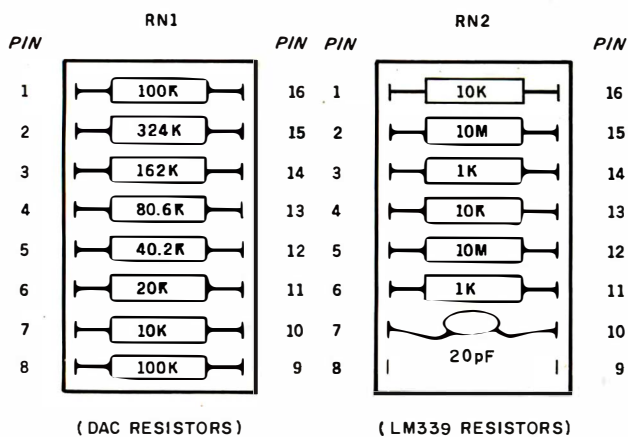 RN1 RN2
PIN PIN PIN PIN
1 100K 16 1 10K 16
2 324K 15 2 10M 15
3 162K 14 3 1K 14
4 80.6K 13 4 10K 13
5 40.2K 12 5 10M 12
6 20K 11 6 1K 11
7 10K 10 7 10
20pF
8 100K 9 8 9
(DAC RESISTORS) (LM339 RESISTORS)